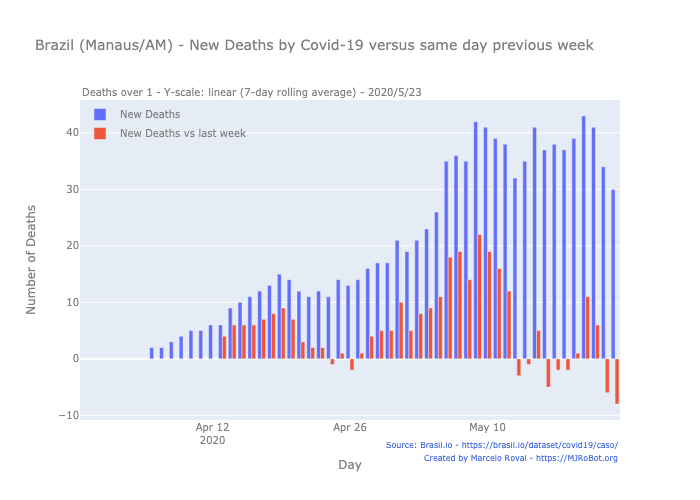 Brazil (Manaus/AM) - New Deaths by Covid-19 versus same day previous week
Deaths over 1 - Y-scale: linear (7-day rolling average) - 2020/5/23
New Deaths
New Deaths vs last week
40
30
20
10
0
−10
Number of Deaths
Apr 12
2020
Apr 26
May 10
Day
Source: Brasil.io - https://brasil.io/dataset/covid19/caso/
Created by Marcelo Rovai - https://MJRoBot.org